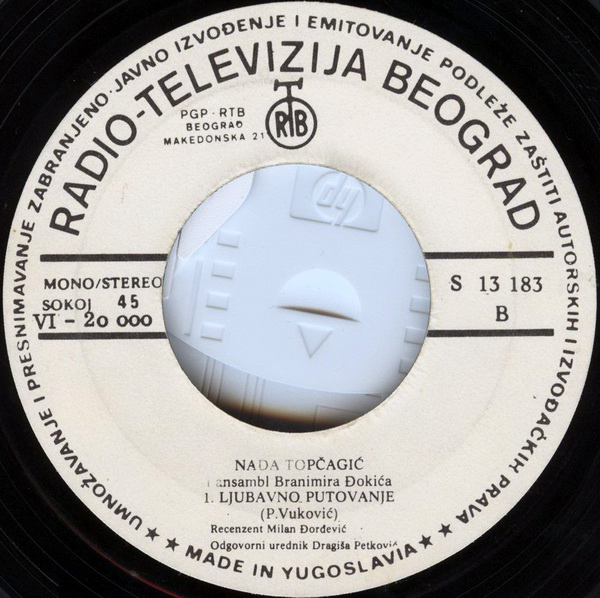 UMNOŽAVANJE I PRESNIMAVANJE ZABRANJENO · JAVNO IZVOĐENJE I EMITOVANJE PODLEŽE ZAŠTITI AUTORSKIH I IZVOĐAČKIH PRAVA
RADIO-TELEVIZIJA BEOGRAD
PGP - RTB
BEOGRAD
MAKEDONSKA 21
RTB
hp
MONO/STEREO
SOKOJ 45
VI - 20 000
S 13 183
B
NADA TOPČAGIĆ
i ansambl Branimira Đokića
1. LJUBAVNO PUTOVANJE
(P.Vuković)
Recenzent Milan Đorđević
Odgovorni urednik Dragiša Petković
★ ★ MADE IN YUGOSLAVIA ★ ★